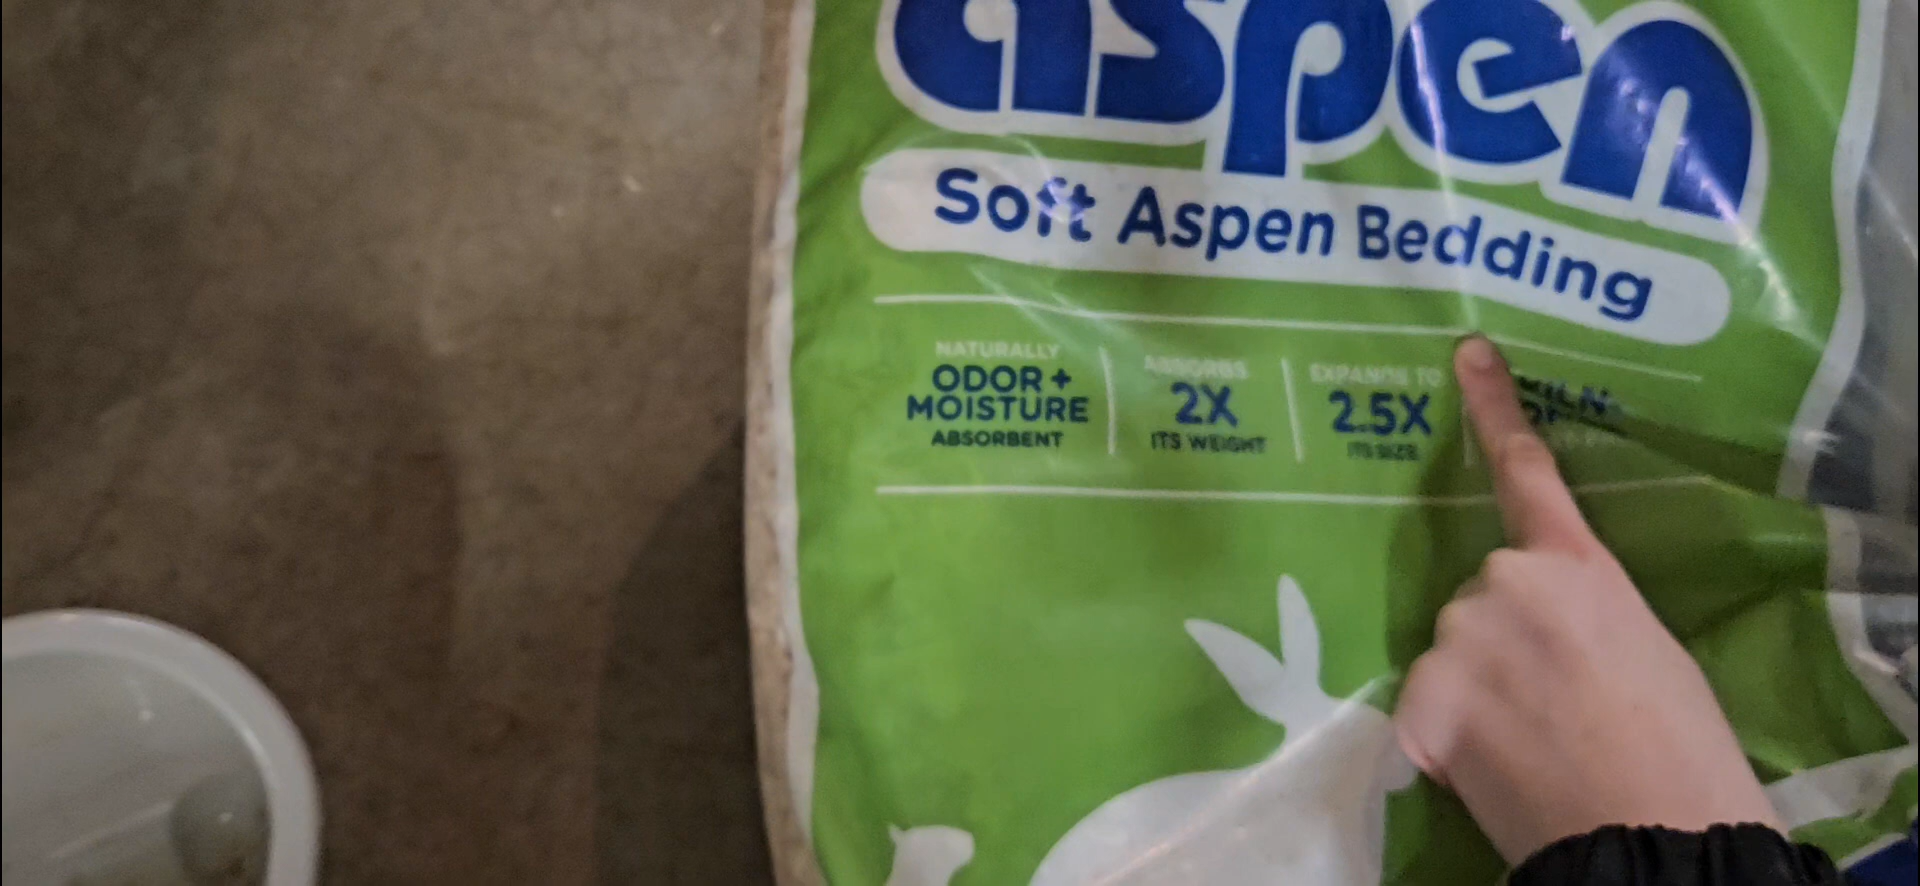 aspen
Soft Aspen Bedding
NATURALLY
ODOR +
MOISTURE
ABSORBENT
ABSORBS
2X
ITS WEIGHT
EXPANDS TO
2.5X
ITS SIZE